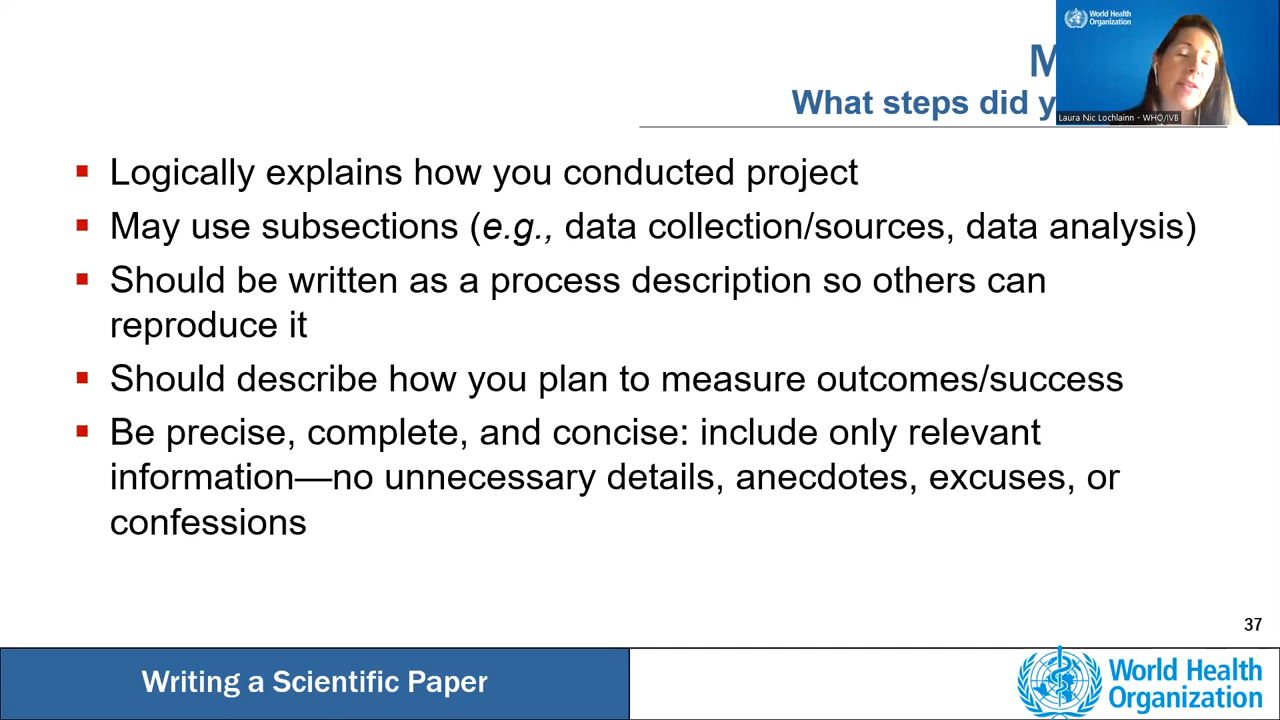 World Health
Organization
M
What steps did y
Laura Nic Lochlainn - WHO/IVB
Logically explains how you conducted project
May use subsections (e.g., data collection/sources, data analysis)
Should be written as a process description so others can
reproduce it
Should describe how you plan to measure outcomes/success
Be precise, complete, and concise: include only relevant
information—no unnecessary details, anecdotes, excuses, or
confessions
37
Writing a Scientific Paper
World Health
Organization